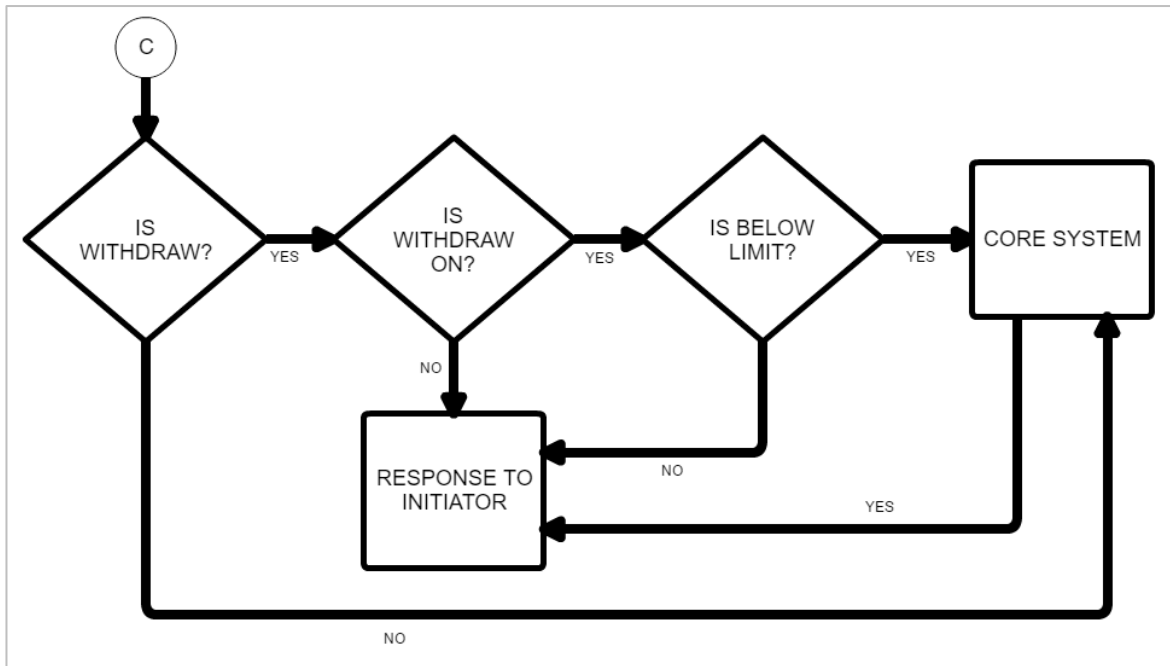 C
IS
WITHDRAW?
YES
IS
WITHDRAW
ON?
YES
IS BELOW
LIMIT?
YES
CORE SYSTEM
NO
RESPONSE TO
INITIATOR
NO
YES
NO